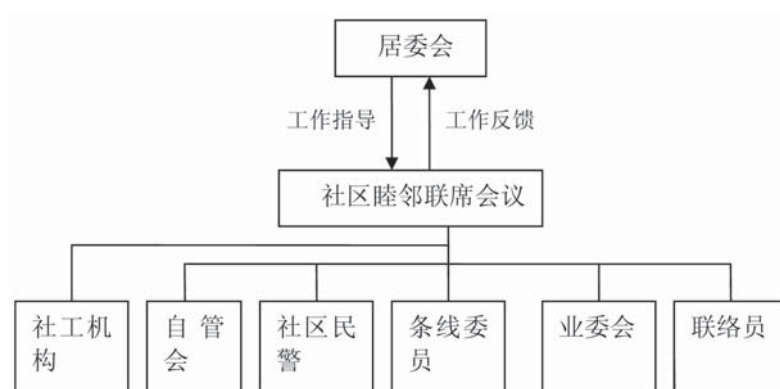 居委会
工作指导 工作反馈
社区睦邻联席会议
社工机
构
自管
会
社区民
警
条线委
员
业委会
联络员